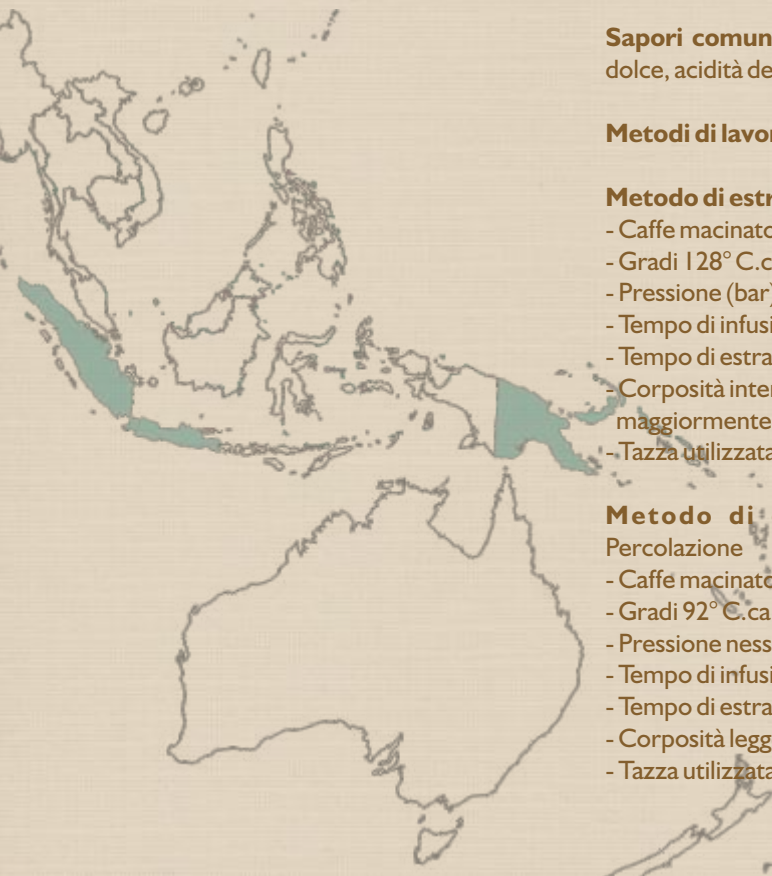 Sapori comun
dolce, acidità de
Metodi di lavor
Metodo di estr
- Caffe macinato
- Gradi 128° C.c
- Pressione (bar)
- Tempo di infusi
- Tempo di estra
- Corposità inter
maggiormente
- Tazza utilizzata
Metodo di
Percolazione
- Caffe macinato
- Gradi 92° C.ca
- Pressione ness
- Tempo di infusi
- Tempo di estra
- Corposità legg
- Tazza utilizzata